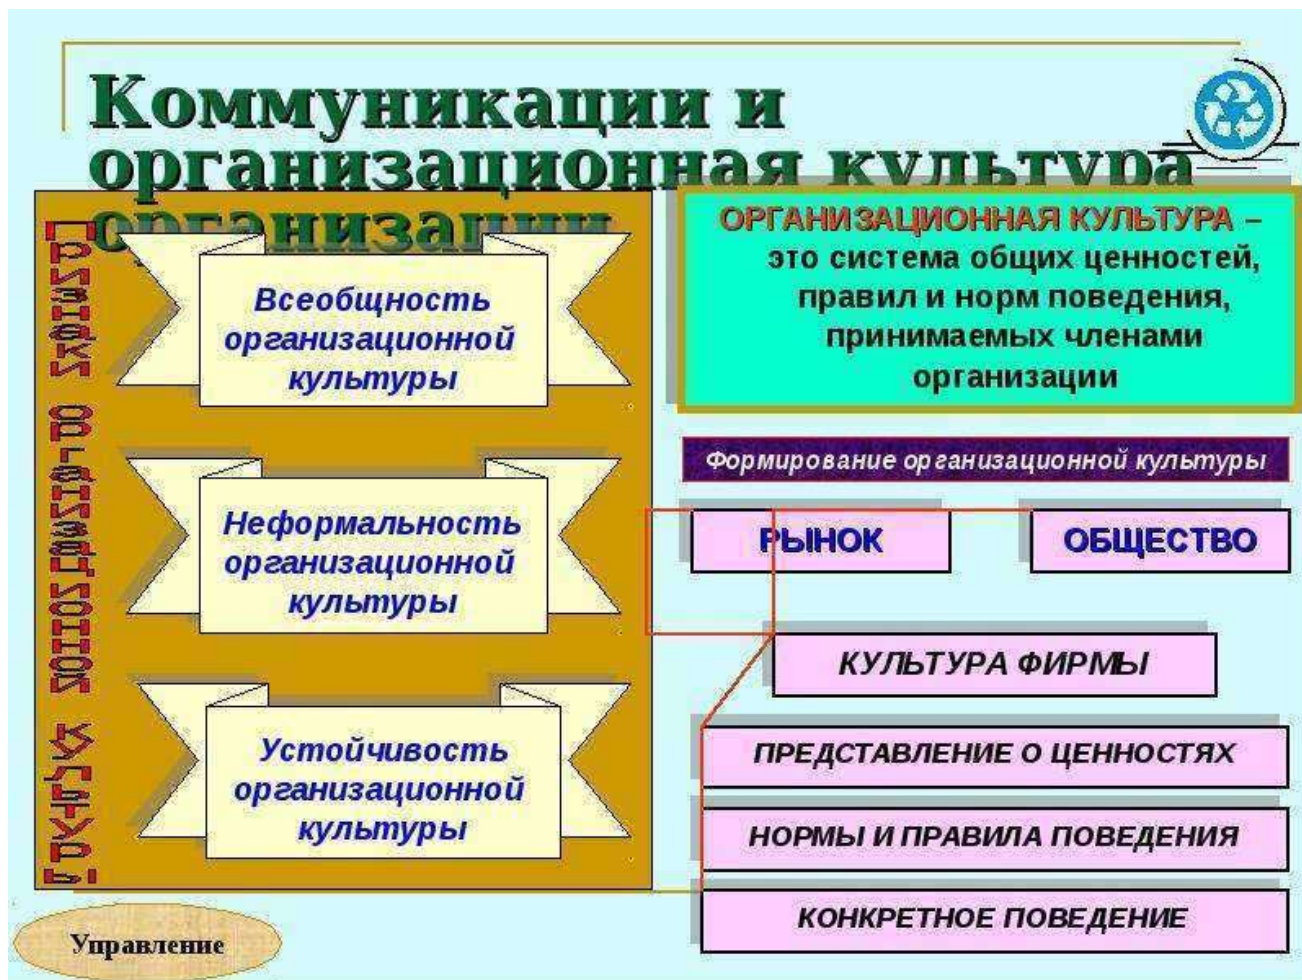 Коммуникации и
организационная культура
организации
Признаки организационной культуры
Всеобщность
организационной
культуры
Неформальность
организационной
культуры
Устойчивость
организационной
культуры
ОРГАНИЗАЦИОННАЯ КУЛЬТУРА –
это система общих ценностей,
правил и норм поведения,
принимаемых членами
организации
Формирование организационной культуры
РЫНОК
ОБЩЕСТВО
КУЛЬТУРА ФИРМЫ
ПРЕДСТАВЛЕНИЕ О ЦЕННОСТЯХ
НОРМЫ И ПРАВИЛА ПОВЕДЕНИЯ
КОНКРЕТНОЕ ПОВЕДЕНИЕ
Управление